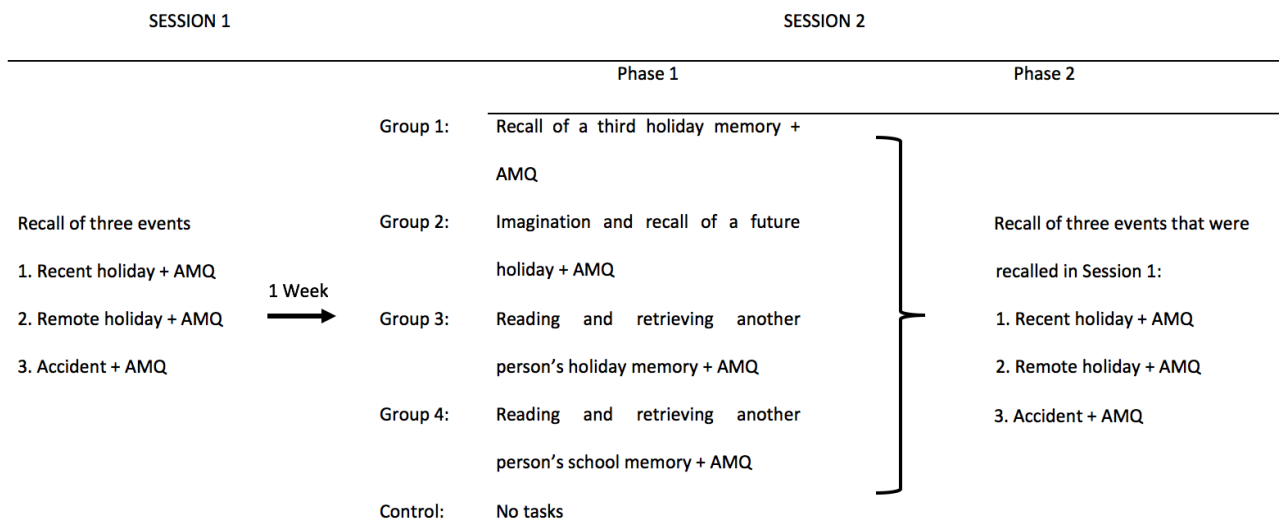 SESSION 1
SESSION 2
Phase 1
Phase 2
Recall of three events
1. Recent holiday + AMQ
2. Remote holiday + AMQ
3. Accident + AMQ
1 Week
Group 1:
Recall of a third holiday memory +
AMQ
Group 2:
Imagination and recall of a future
holiday + AMQ
Group 3:
Reading and retrieving another
person's holiday memory + AMQ
Group 4:
Reading and retrieving another
person's school memory + AMQ
Control:
No tasks
Recall of three events that were
recalled in Session 1:
1. Recent holiday + AMQ
2. Remote holiday + AMQ
3. Accident + AMQ